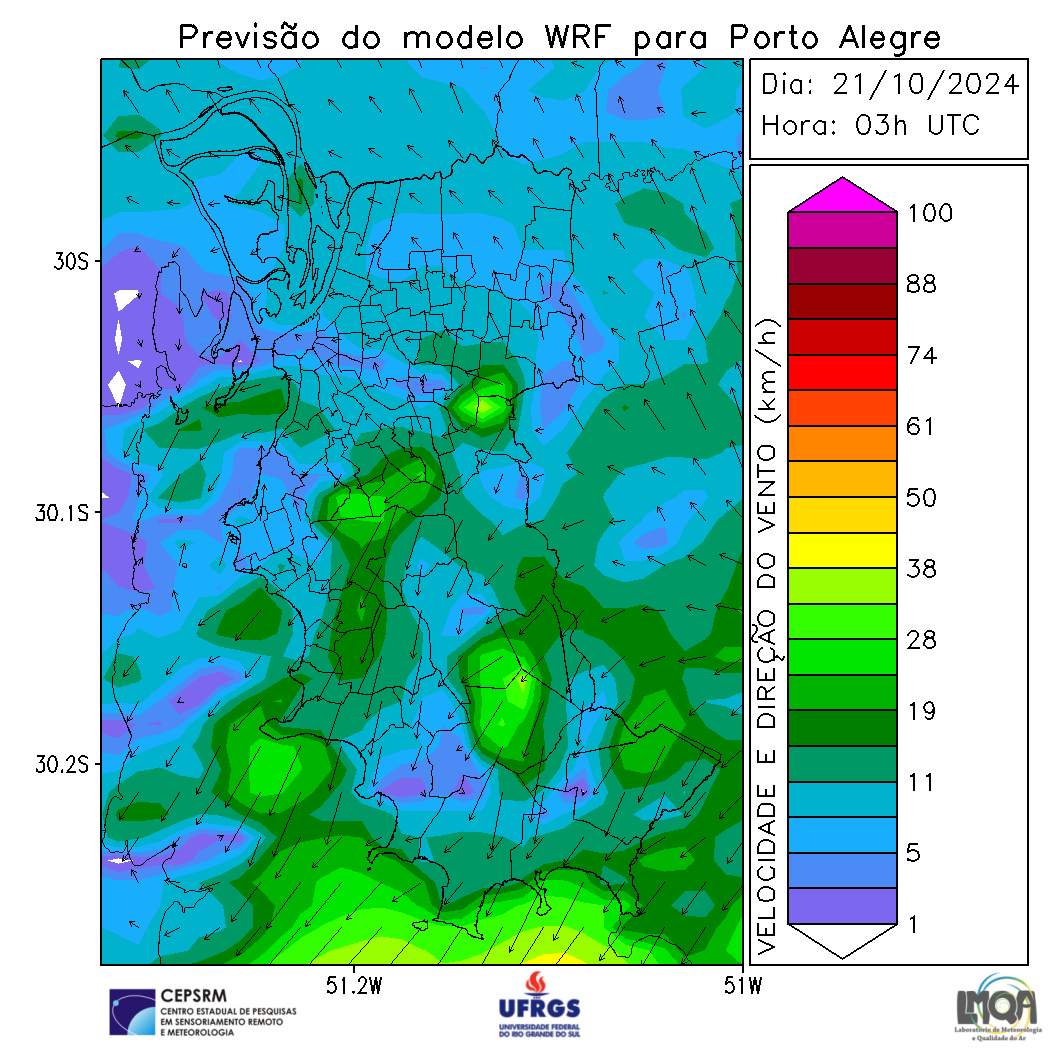 Previsão do modelo WRF para Porto Alegre
Dia: 21/10/2024
Hora: 03h UTC
30S
30.1S
30.2S
51.2W
51W
VELOCIDADE E DIREÇÃO DO VENTO (km/h)
100
88
74
61
50
38
28
19
11
5
1
CEPSRM
CENTRO ESTADUAL DE PESQUISAS
EM SENSORIAMENTO REMOTO
E METEOROLOGIA
UFRGS
UNIVERSIDADE FEDERAL
DO RIO GRANDE DO SUL
LMQA
Laboratório de Meteorologia
e Qualidade do Ar